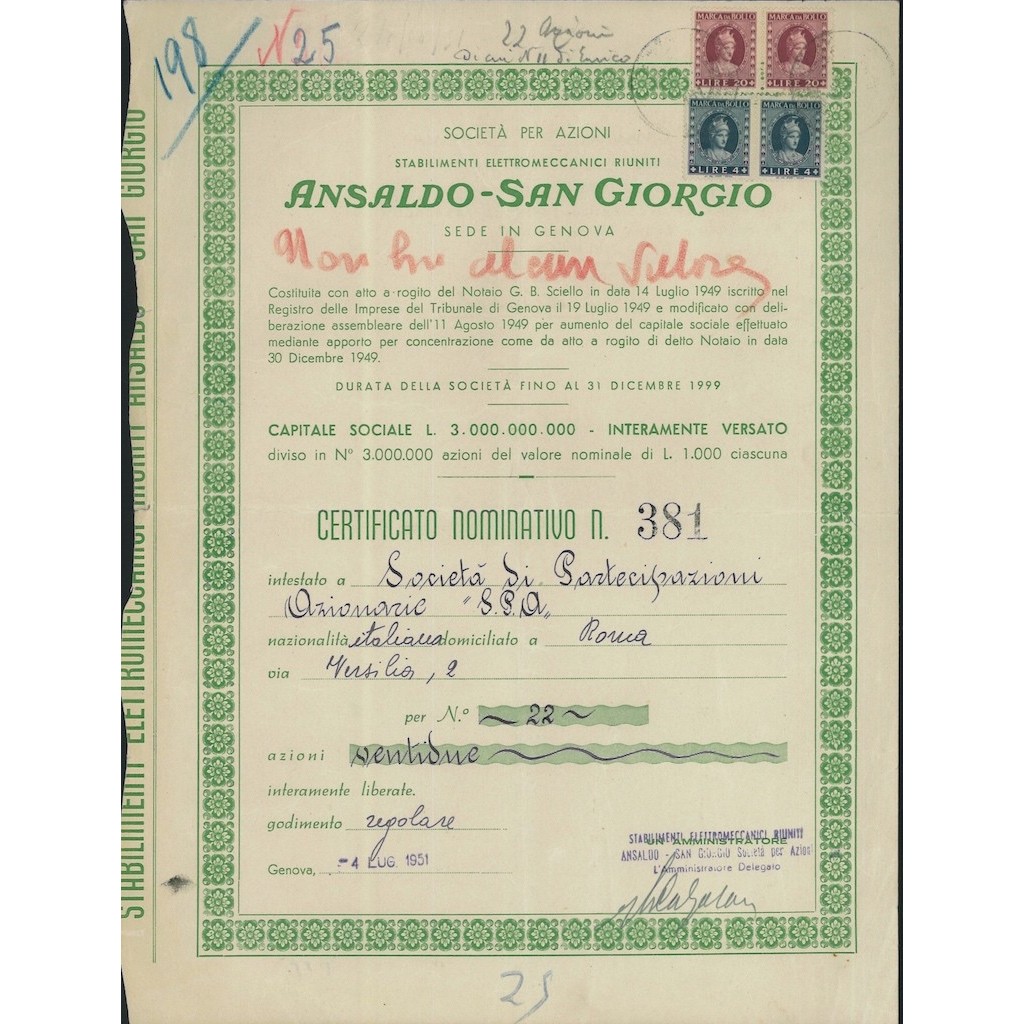 198
N 25
22 Azioni
MARCA DA BOLLO MARCA DA BOLLO
LIRE 20 LIRE 20
MARCA DA BOLLO MARCA DA BOLLO
LIRE 4 LIRE 4
SOCIETÀ PER AZIONI
STABILIMENTI ELETTROMECCANICI RIUNITI
ANSALDO-SAN GIORGIO
SEDE IN GENOVA
Non ha alcun valore
Costituita con atto a rogito del Notaio G. B. Sciello in data 14 Luglio 1949 iscritto nel
Registro delle Imprese del Tribunale di Genova il 19 Luglio 1949 e modificato con deli-
berazione assembleare dell'11 Agosto 1949 per aumento del capitale sociale effettuato
mediante apporto per concentrazione come da atto a rogito di detto Notaio in data
30 Dicembre 1949.
DURATA DELLA SOCIETÀ FINO AL 31 DICEMBRE 1999
CAPITALE SOCIALE L. 3.000.000.000 - INTERAMENTE VERSATO
diviso in N° 3.000.000 azioni del valore nominale di L. 1.000 ciascuna
CERTIFICATO NOMINATIVO N. 381
intestato a Società di Partecipazioni
Azionarie "S.P.A"
nazionalità italiana domiciliato a Roma
via Versilia, 2
per N.° ~ 22 ~
azioni ventidue
interamente liberate.
godimento regolare
Genova, -4 LUG. 1951
UN AMMINISTRATORE
STABILIMENTI ELETTROMECCANICI RIUNITI
ANSALDO - SAN GIORGIO Società per Azioni
L'Amministratore Delegato
25
STABILIMENTI ELETTROMECCANICI RIUNITI ANSALDO - SAN GIORGIO